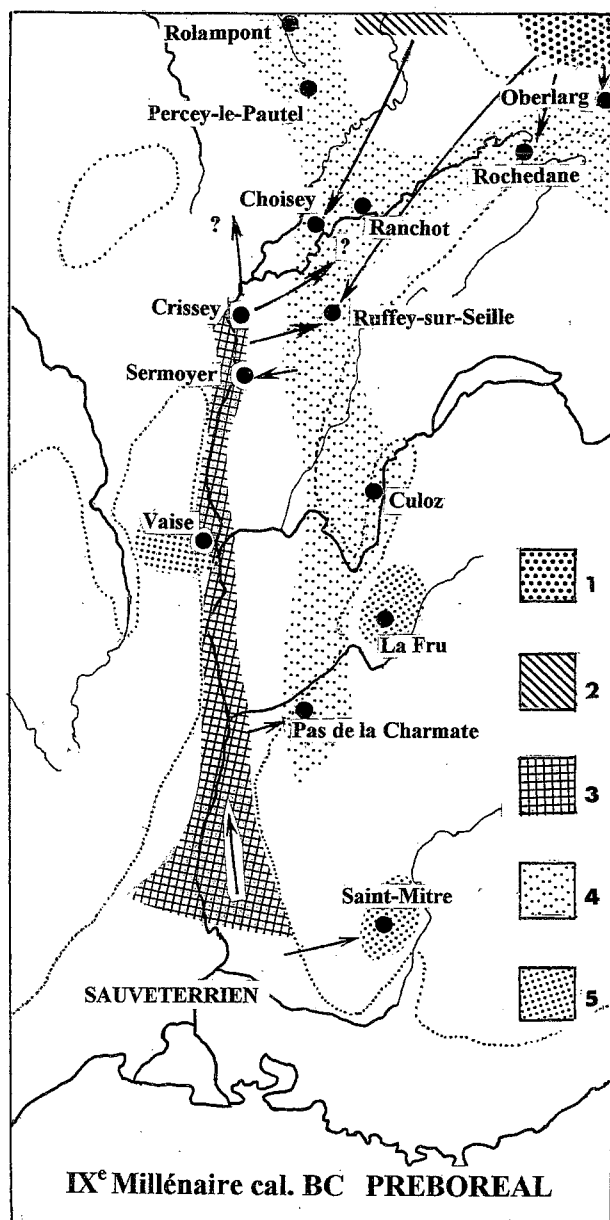 Rolampont
Oberlarg
Percey-le-Pautel
Rochedane
Choisey
?
?
Ranchot
Crissey
Ruffey-sur-Seille
Sermoyer
Culoz
Vaise
1
La Fru
2
Pas de la Charmate
3
Saint-Mitre
4
SAUVETERRIEN
5
IXe Millénaire cal. BC PREBOREAL